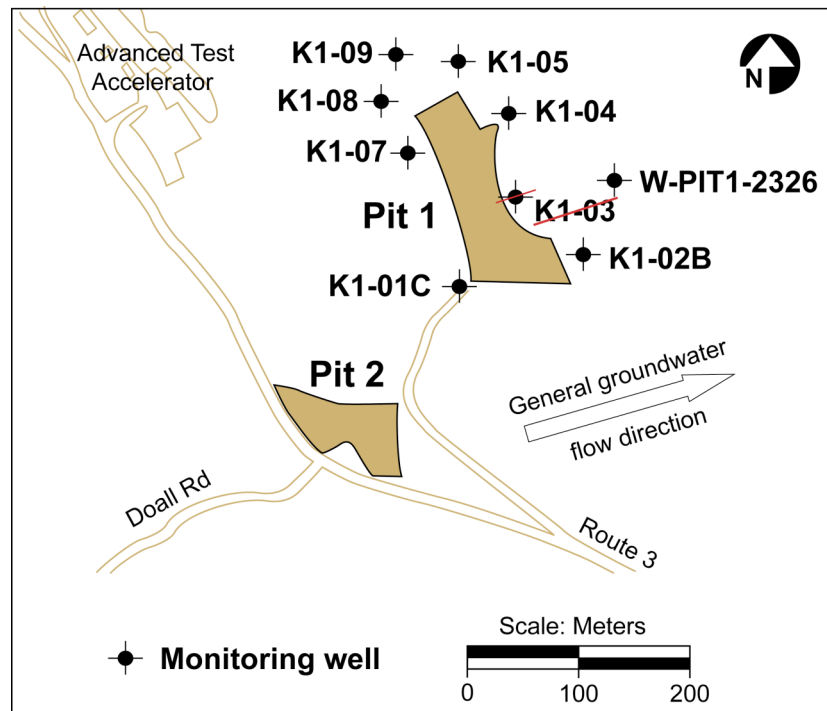 Advanced Test
Accelerator
K1-09
K1-05
N
K1-08
K1-04
K1-07
W-PIT1-2326
K1-03
Pit 1
K1-02B
K1-01C
Pit 2
General groundwater
flow direction
Doall Rd
Route 3
Scale: Meters
Monitoring well
0 100 200